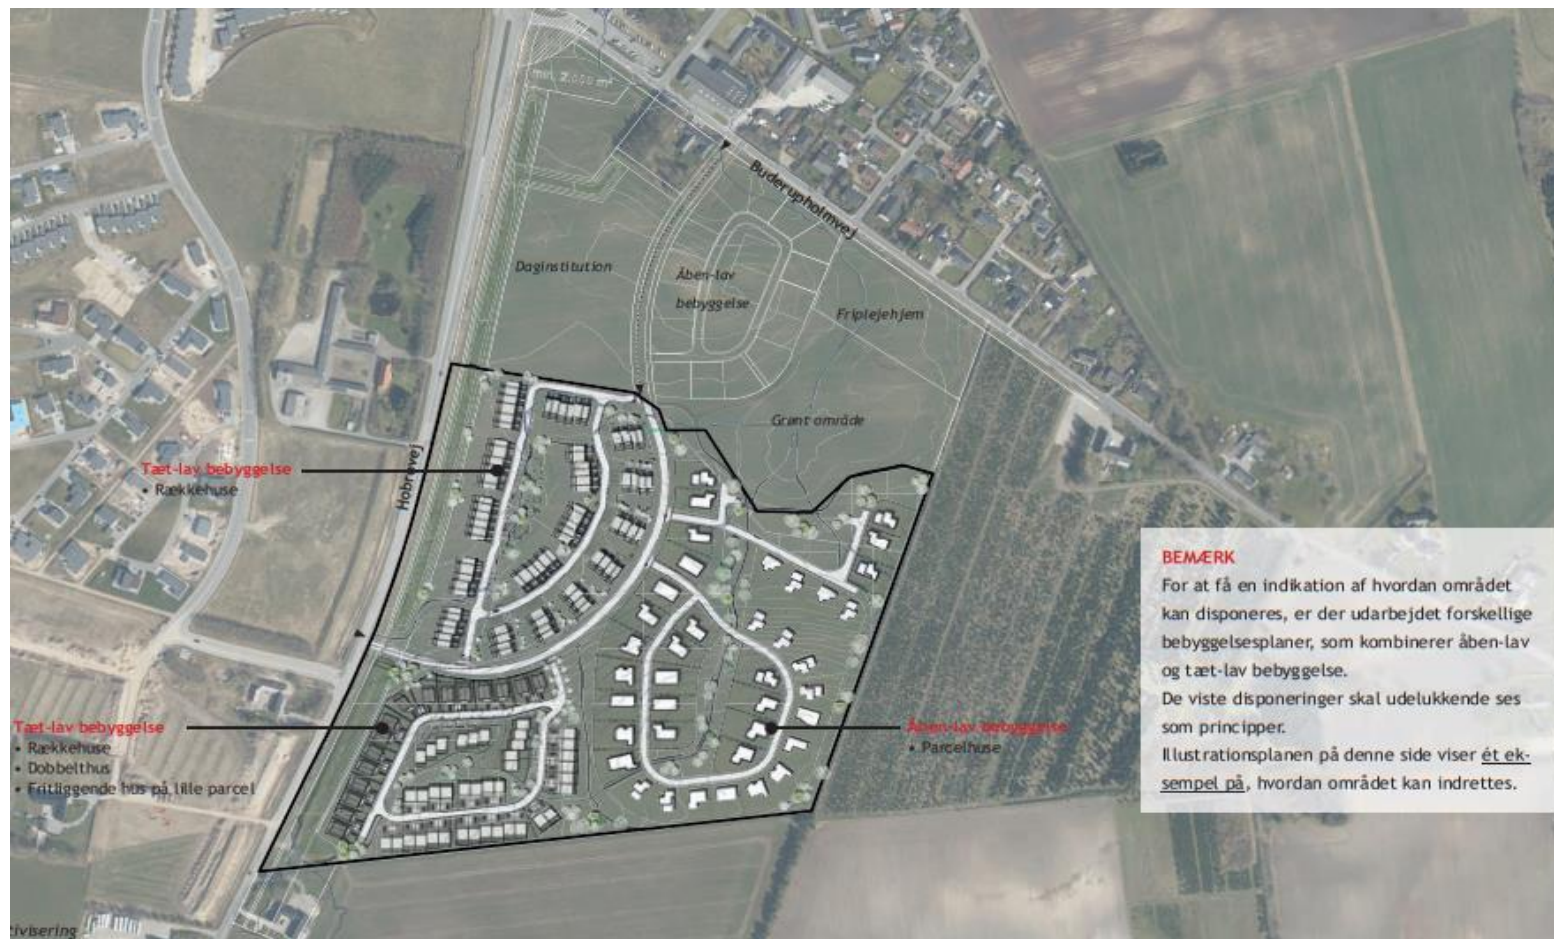 min. 2.000 m²
Buderupholmvej
Daginstitution
Åben-lav
bebyggelse
Friplejehjem
Grønt område
Hobrovej
Tæt-lav bebyggelse
• Rækkehuse
Tæt-lav bebyggelse
• Rækkehuse
• Dobbelthus
• Fritliggende hus på lille parcel
Åben-lav bebyggelse
• Parcelhuse
BEMÆRK
For at få en indikation af hvordan området
kan disponeres, er der udarbejdet forskellige
bebyggelsesplaner, som kombinerer åben-lav
og tæt-lav bebyggelse.
De viste disponeringer skal udelukkende ses
som principper.
Illustrationsplanen på denne side viser ét ek-
sempel på, hvordan området kan indrettes.
ivisering